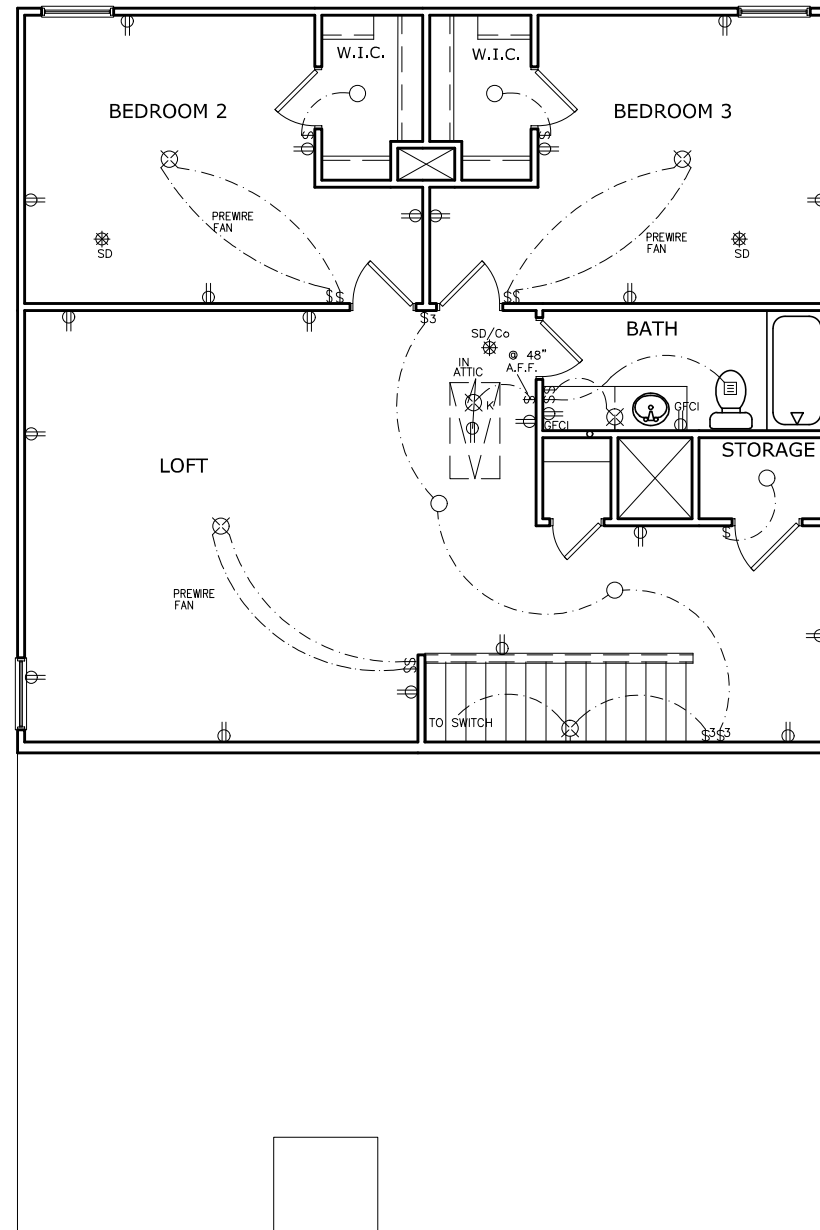 W.I.C.
W.I.C.
BEDROOM 2
BEDROOM 3
$
$
PREWIRE
FAN
PREWIRE
FAN
SD
SD
$$
$$
$3
SD/Co
BATH
@ 48"
A.F.F.
IN
ATTIC
$
$
$
K
GFCI
GFCI
LOFT
STORAGE
$
PREWIRE
FAN
$
$
TO SWITCH
$3$3